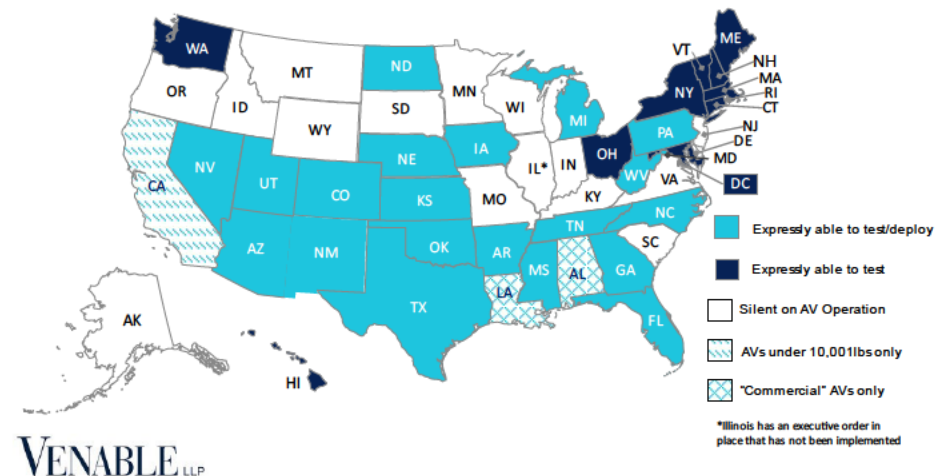 WA
OR
ID
MT
WY
ND
SD
MN
WI
MI
NV
UT
CO
NE
KS
IA
MO
IL*
IN
OH
KY
WV
VA
PA
NY
VT
ME
NH
MA
RI
CT
NJ
DE
MD
DC
CA
AZ
NM
OK
TX
AR
LA
MS
AL
TN
NC
SC
GA
FL
AK
HI
Expressly able to test/deploy
Expressly able to test
Silent on AV Operation
AVs under 10,001lbs only
"Commercial" AVs only
*Illinois has an executive order in
place that has not been implemented
VENABLE LLP